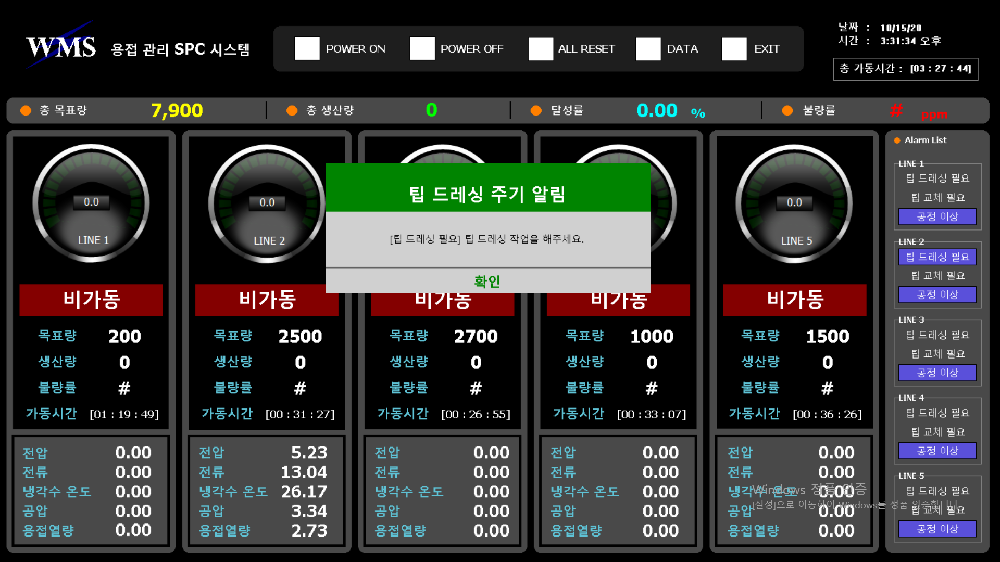 WMS 용접 관리 SPC 시스템
POWER ON
POWER OFF
ALL RESET
DATA
EXIT
날짜 : 10/15/20
시간 : 3:31:34 오후
총 가동시간 : [03 : 27 : 44]
총 목표량 7,900
총 생산량 0
달성률 0.00 %
불량률 # ppm
0.0
LINE 1
비가동
목표량 200
생산량 0
불량률 #
가동시간 [01 : 19 : 49]
전압 0.00
전류 0.00
냉각수 온도 0.00
공압 0.00
용접열량 0.00
0.0
LINE 2
비가동
목표량 2500
생산량 0
불량률 #
가동시간 [00 : 31 : 27]
전압 5.23
전류 13.04
냉각수 온도 26.17
공압 3.34
용접열량 2.73
팁 드레싱 주기 알림
[팁 드레싱 필요] 팁 드레싱 작업을 해주세요.
확인
비가동
목표량 2700
생산량 0
불량률 #
가동시간 [00 : 26 : 55]
전압 0.00
전류 0.00
냉각수 온도 0.00
공압 0.00
용접열량 0.00
비가동
목표량 1000
생산량 0
불량률 #
가동시간 [00 : 33 : 07]
전압 0.00
전류 0.00
냉각수 온도 0.00
공압 0.00
용접열량 0.00
0.0
LINE 5
비가동
목표량 1500
생산량 0
불량률 #
가동시간 [00 : 36 : 26]
전압 0.00
전류 0.00
냉각수 온도 0.00
공압 0.00
용접열량 0.00
Alarm List
LINE 1
팁 드레싱 필요
팁 교체 필요
공정 이상
LINE 2
팁 드레싱 필요
팁 교체 필요
공정 이상
LINE 3
팁 드레싱 필요
팁 교체 필요
공정 이상
LINE 4
팁 드레싱 필요
팁 교체 필요
공정 이상
LINE 5
팁 드레싱 필요
팁 교체 필요
공정 이상
Windows 정품 인증
[설정]으로 이동하여 Windows를 정품 인증합니다.